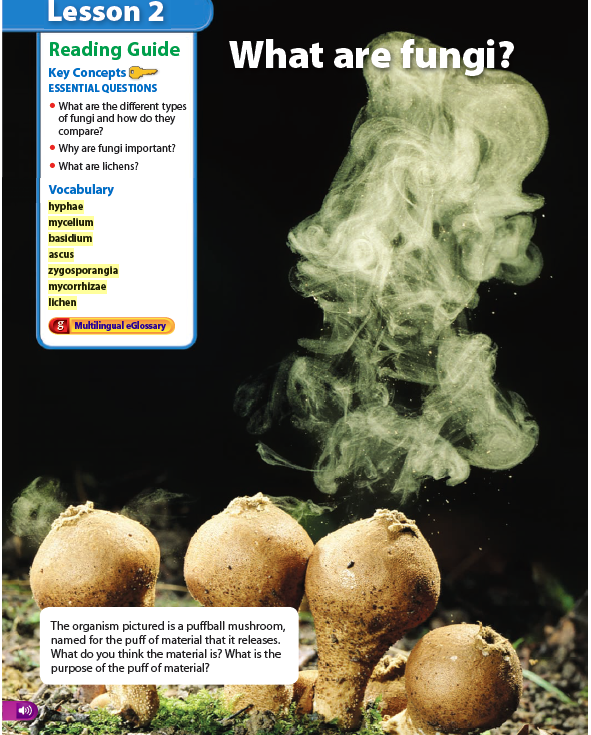 Lesson 2
Reading Guide
Key Concepts
ESSENTIAL QUESTIONS
• What are the different types
of fungi and how do they
compare?
• Why are fungi important?
• What are lichens?
Vocabulary
hyphae
mycelium
basidium
ascus
zygosporangia
mycorrhizae
lichen
g Multilingual eGlossary
What are fungi?
The organism pictured is a puffball mushroom,
named for the puff of material that it releases.
What do you think the material is? What is the
purpose of the puff of material?